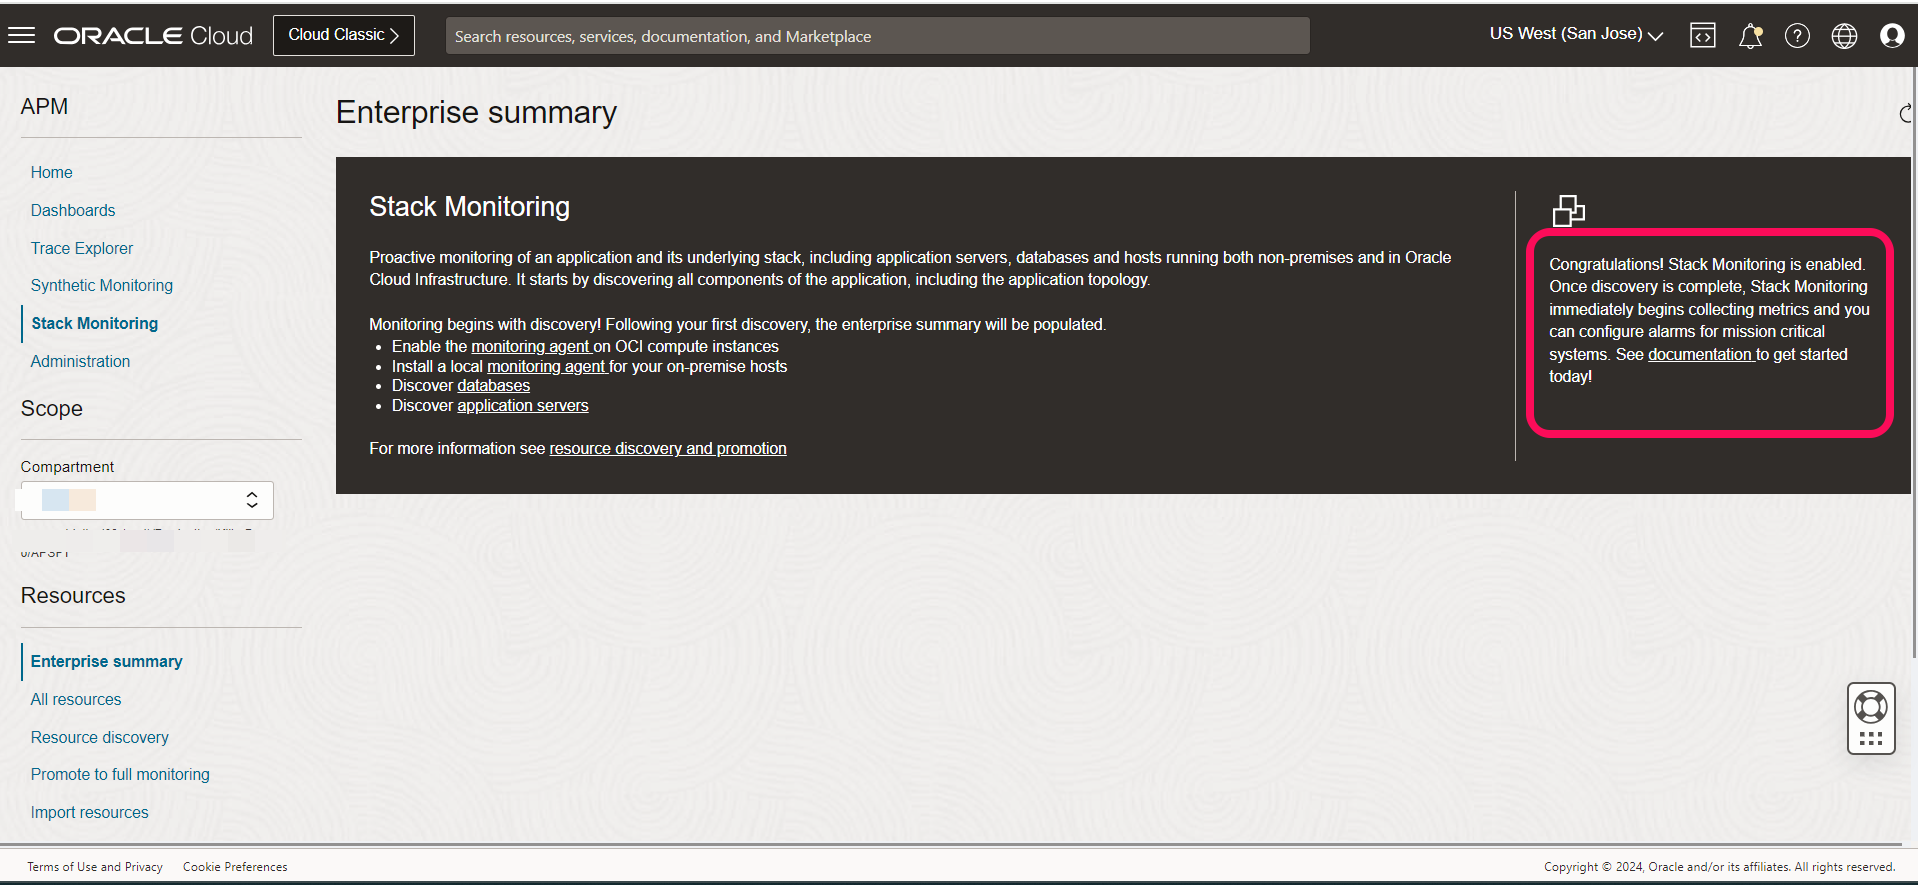 ORACLE Cloud
Cloud Classic
Search resources, services, documentation, and Marketplace
US West (San Jose)
APM
Home
Dashboards
Trace Explorer
Synthetic Monitoring
Stack Monitoring
Administration
Scope
Compartment
Resources
Enterprise summary
All resources
Resource discovery
Promote to full monitoring
Import resources
Enterprise summary
Stack Monitoring
Proactive monitoring of an application and its underlying stack, including application servers, databases and hosts running both non-premises and in Oracle
Cloud Infrastructure. It starts by discovering all components of the application, including the application topology.
Monitoring begins with discovery! Following your first discovery, the enterprise summary will be populated.
• Enable the monitoring agent on OCI compute instances
• Install a local monitoring agent for your on-premise hosts
• Discover databases
• Discover application servers
For more information see resource discovery and promotion
Congratulations! Stack Monitoring is enabled.
Once discovery is complete, Stack Monitoring
immediately begins collecting metrics and you
can configure alarms for mission critical
systems. See documentation to get started
today!
Terms of Use and Privacy
Cookie Preferences
Copyright © 2024, Oracle and/or its affiliates. All rights reserved.